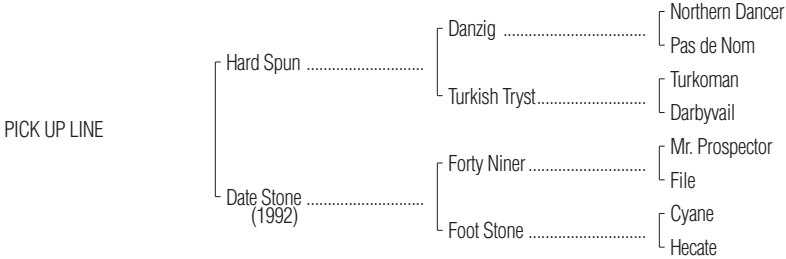 Northern Dancer
Danzig ..................................
Pas de Nom
Hard Spun ............................
Turkoman
Turkish Tryst..........................
Darbyvail
PICK UP LINE
Mr. Prospector
Forty Niner ............................
File
Date Stone ............................
(1992)
Cyane
Foot Stone ............................
Hecate